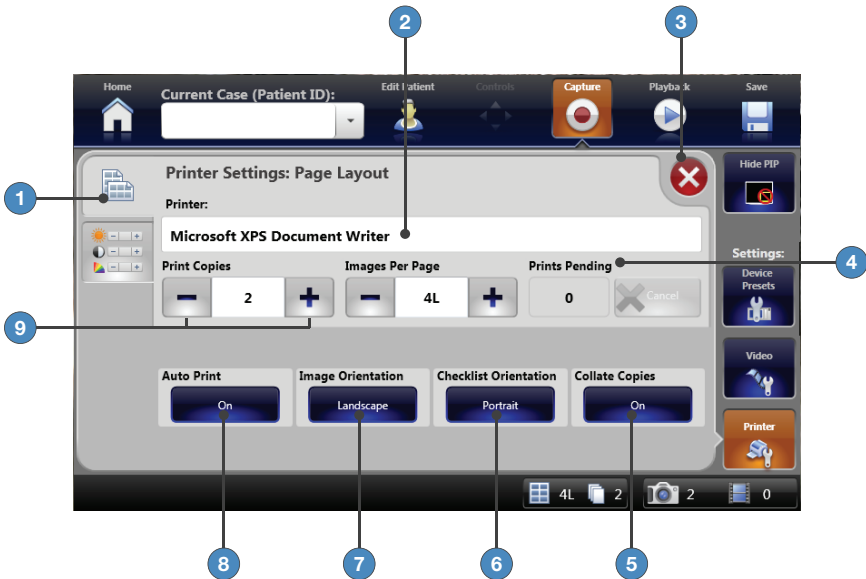 2
3
Home
Current Case (Patient ID):
Edit Patient
Controls
Capture
Playback
Save
1
Printer Settings: Page Layout
Hide PIP
Printer:
Microsoft XPS Document Writer
Settings:
4
Print Copies
Images Per Page
Prints Pending
Device
Presets
2
4L
0
Cancel
9
Video
Auto Print
Image Orientation
Checklist Orientation
Collate Copies
On
Landscape
Portrait
On
Printer
4L
2
2
0
8
7
6
5